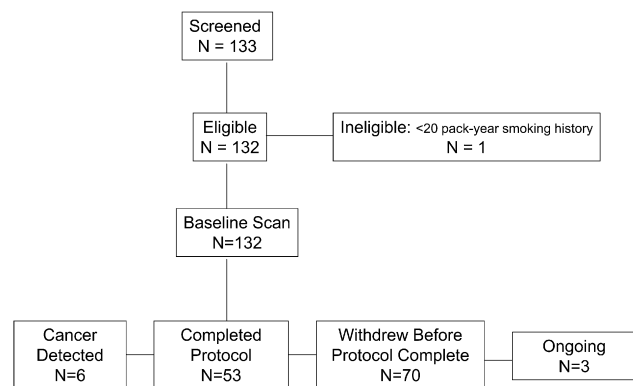 Screened
N = 133
Eligible
N = 132
Ineligible: <20 pack-year smoking history
N = 1
Baseline Scan
N=132
Cancer
Detected
N=6
Completed
Protocol
N=53
Withdrew Before
Protocol Complete
N=70
Ongoing
N=3